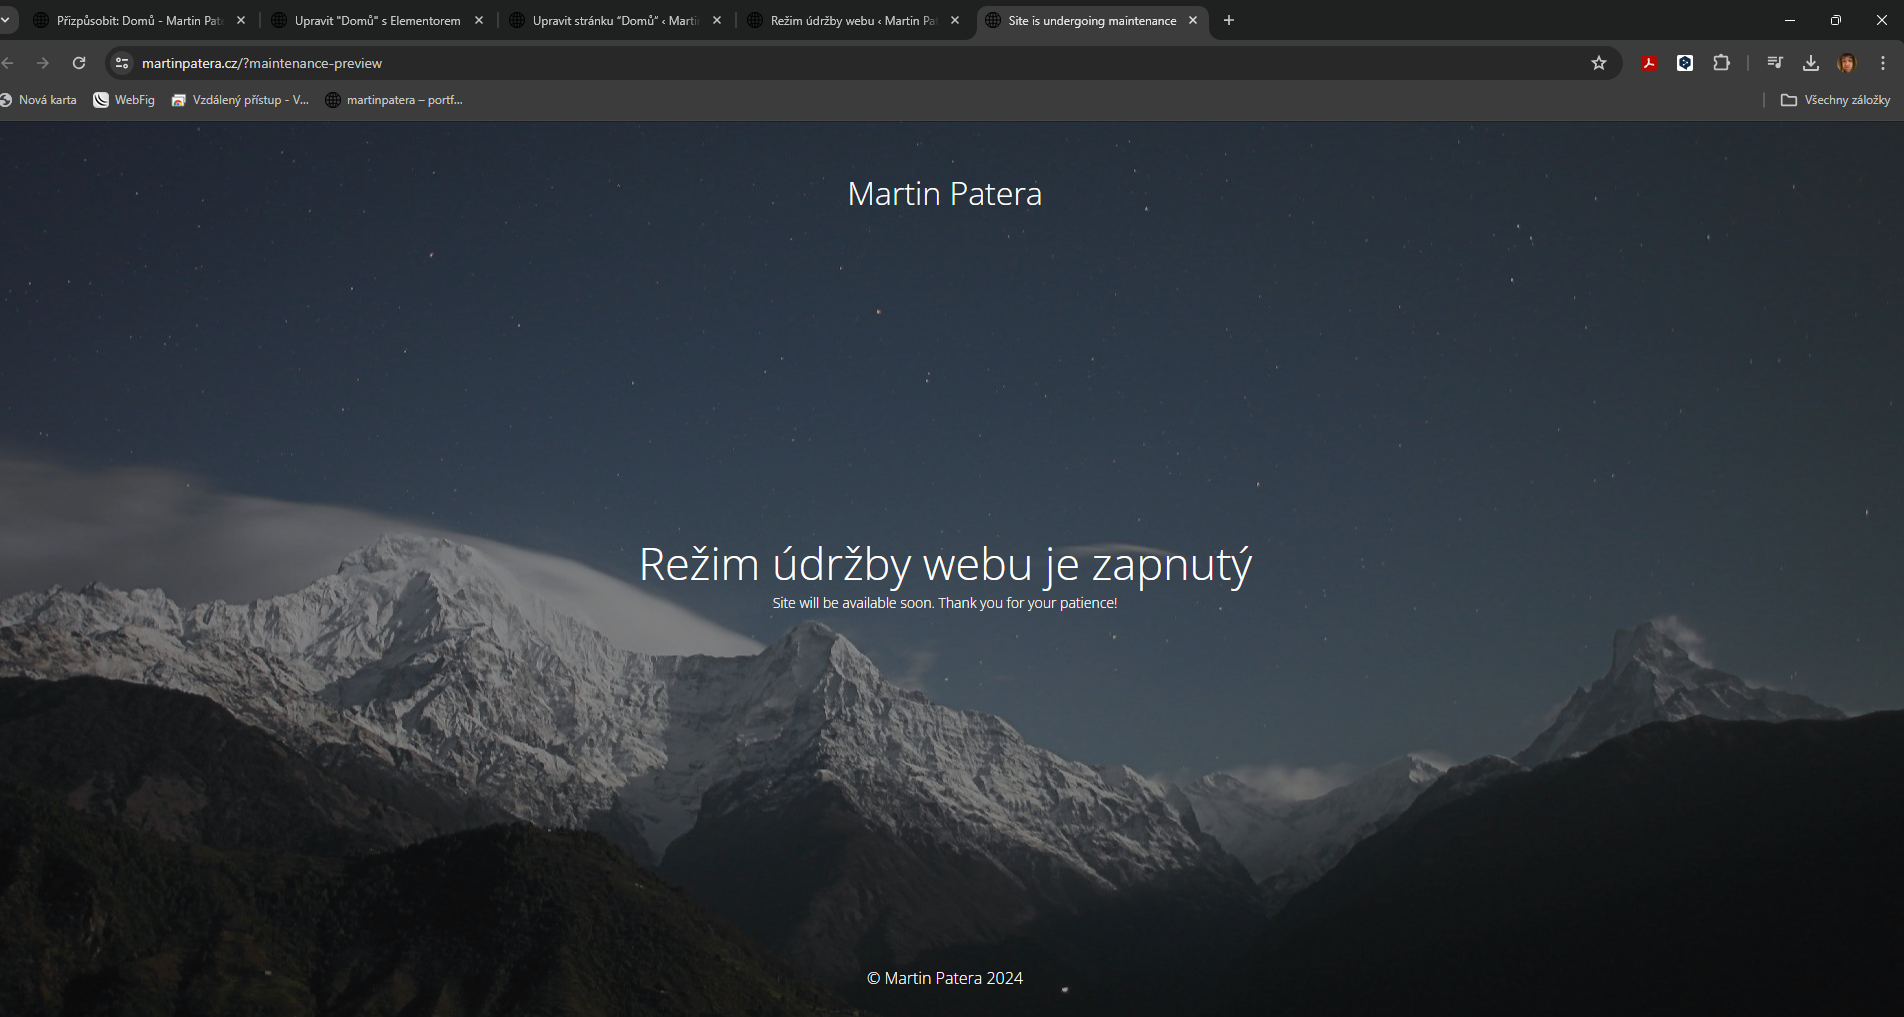 Přizpůsobit: Domů - Martin Pat
Upravit "Domů" s Elementorem
Upravit stránku “Domů” ‹ Marti
Režim údržby webu ‹ Martin Pat
Site is undergoing maintenance
martinpatera.cz/?maintenance-preview
Nová karta
WebFig
Vzdálený přístup - V...
martinpatera – portf...
Všechny záložky
Martin Patera
Režim údržby webu je zapnutý
Site will be available soon. Thank you for your patience!
© Martin Patera 2024